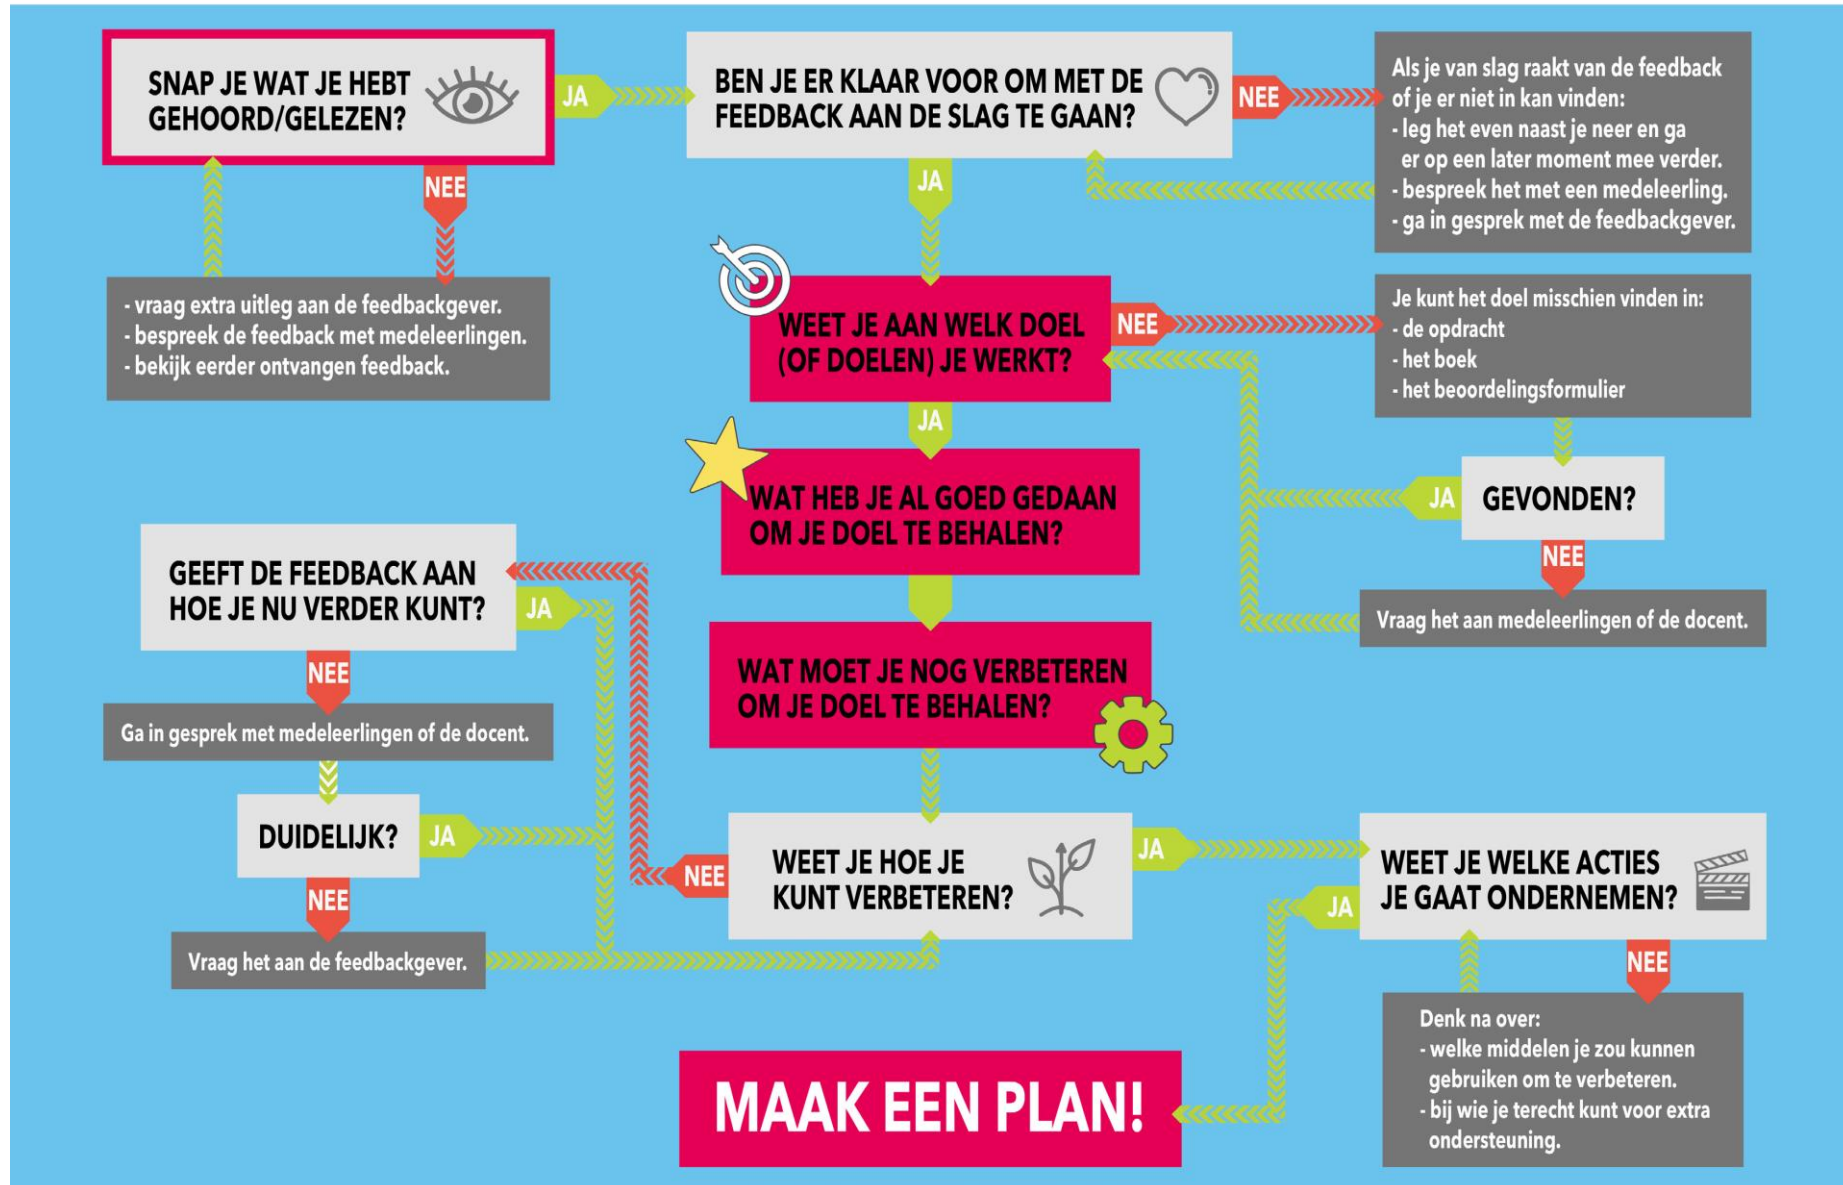 SNAP JE WAT JE HEBT
GEHOORD/GELEZEN?
JA
NEE
- vraag extra uitleg aan de feedbackgever.
- bespreek de feedback met medeleerlingen.
- bekijk eerder ontvangen feedback.
BEN JE ER KLAAR VOOR OM MET DE
FEEDBACK AAN DE SLAG TE GAAN?
NEE
JA
Als je van slag raakt van de feedback
of je er niet in kan vinden:
- leg het even naast je neer en ga
er op een later moment mee verder.
- bespreek het met een medeleerling.
- ga in gesprek met de feedbackgever.
WEET JE AAN WELK DOEL
(OF DOELEN) JE WERKT?
NEE
JA
Je kunt het doel misschien vinden in:
- de opdracht
- het boek
- het beoordelingsformulier
GEVONDEN?
JA
NEE
Vraag het aan medeleerlingen of de docent.
WAT HEB JE AL GOED GEDAAN
OM JE DOEL TE BEHALEN?
WAT MOET JE NOG VERBETEREN
OM JE DOEL TE BEHALEN?
WEET JE HOE JE
KUNT VERBETEREN?
NEE
JA
GEEFT DE FEEDBACK AAN
HOE JE NU VERDER KUNT?
JA
NEE
Ga in gesprek met medeleerlingen of de docent.
DUIDELIJK?
JA
NEE
Vraag het aan de feedbackgever.
WEET JE WELKE ACTIES
JE GAAT ONDERNEMEN?
JA
NEE
Denk na over:
- welke middelen je zou kunnen
gebruiken om te verbeteren.
- bij wie je terecht kunt voor extra
ondersteuning.
MAAK EEN PLAN!